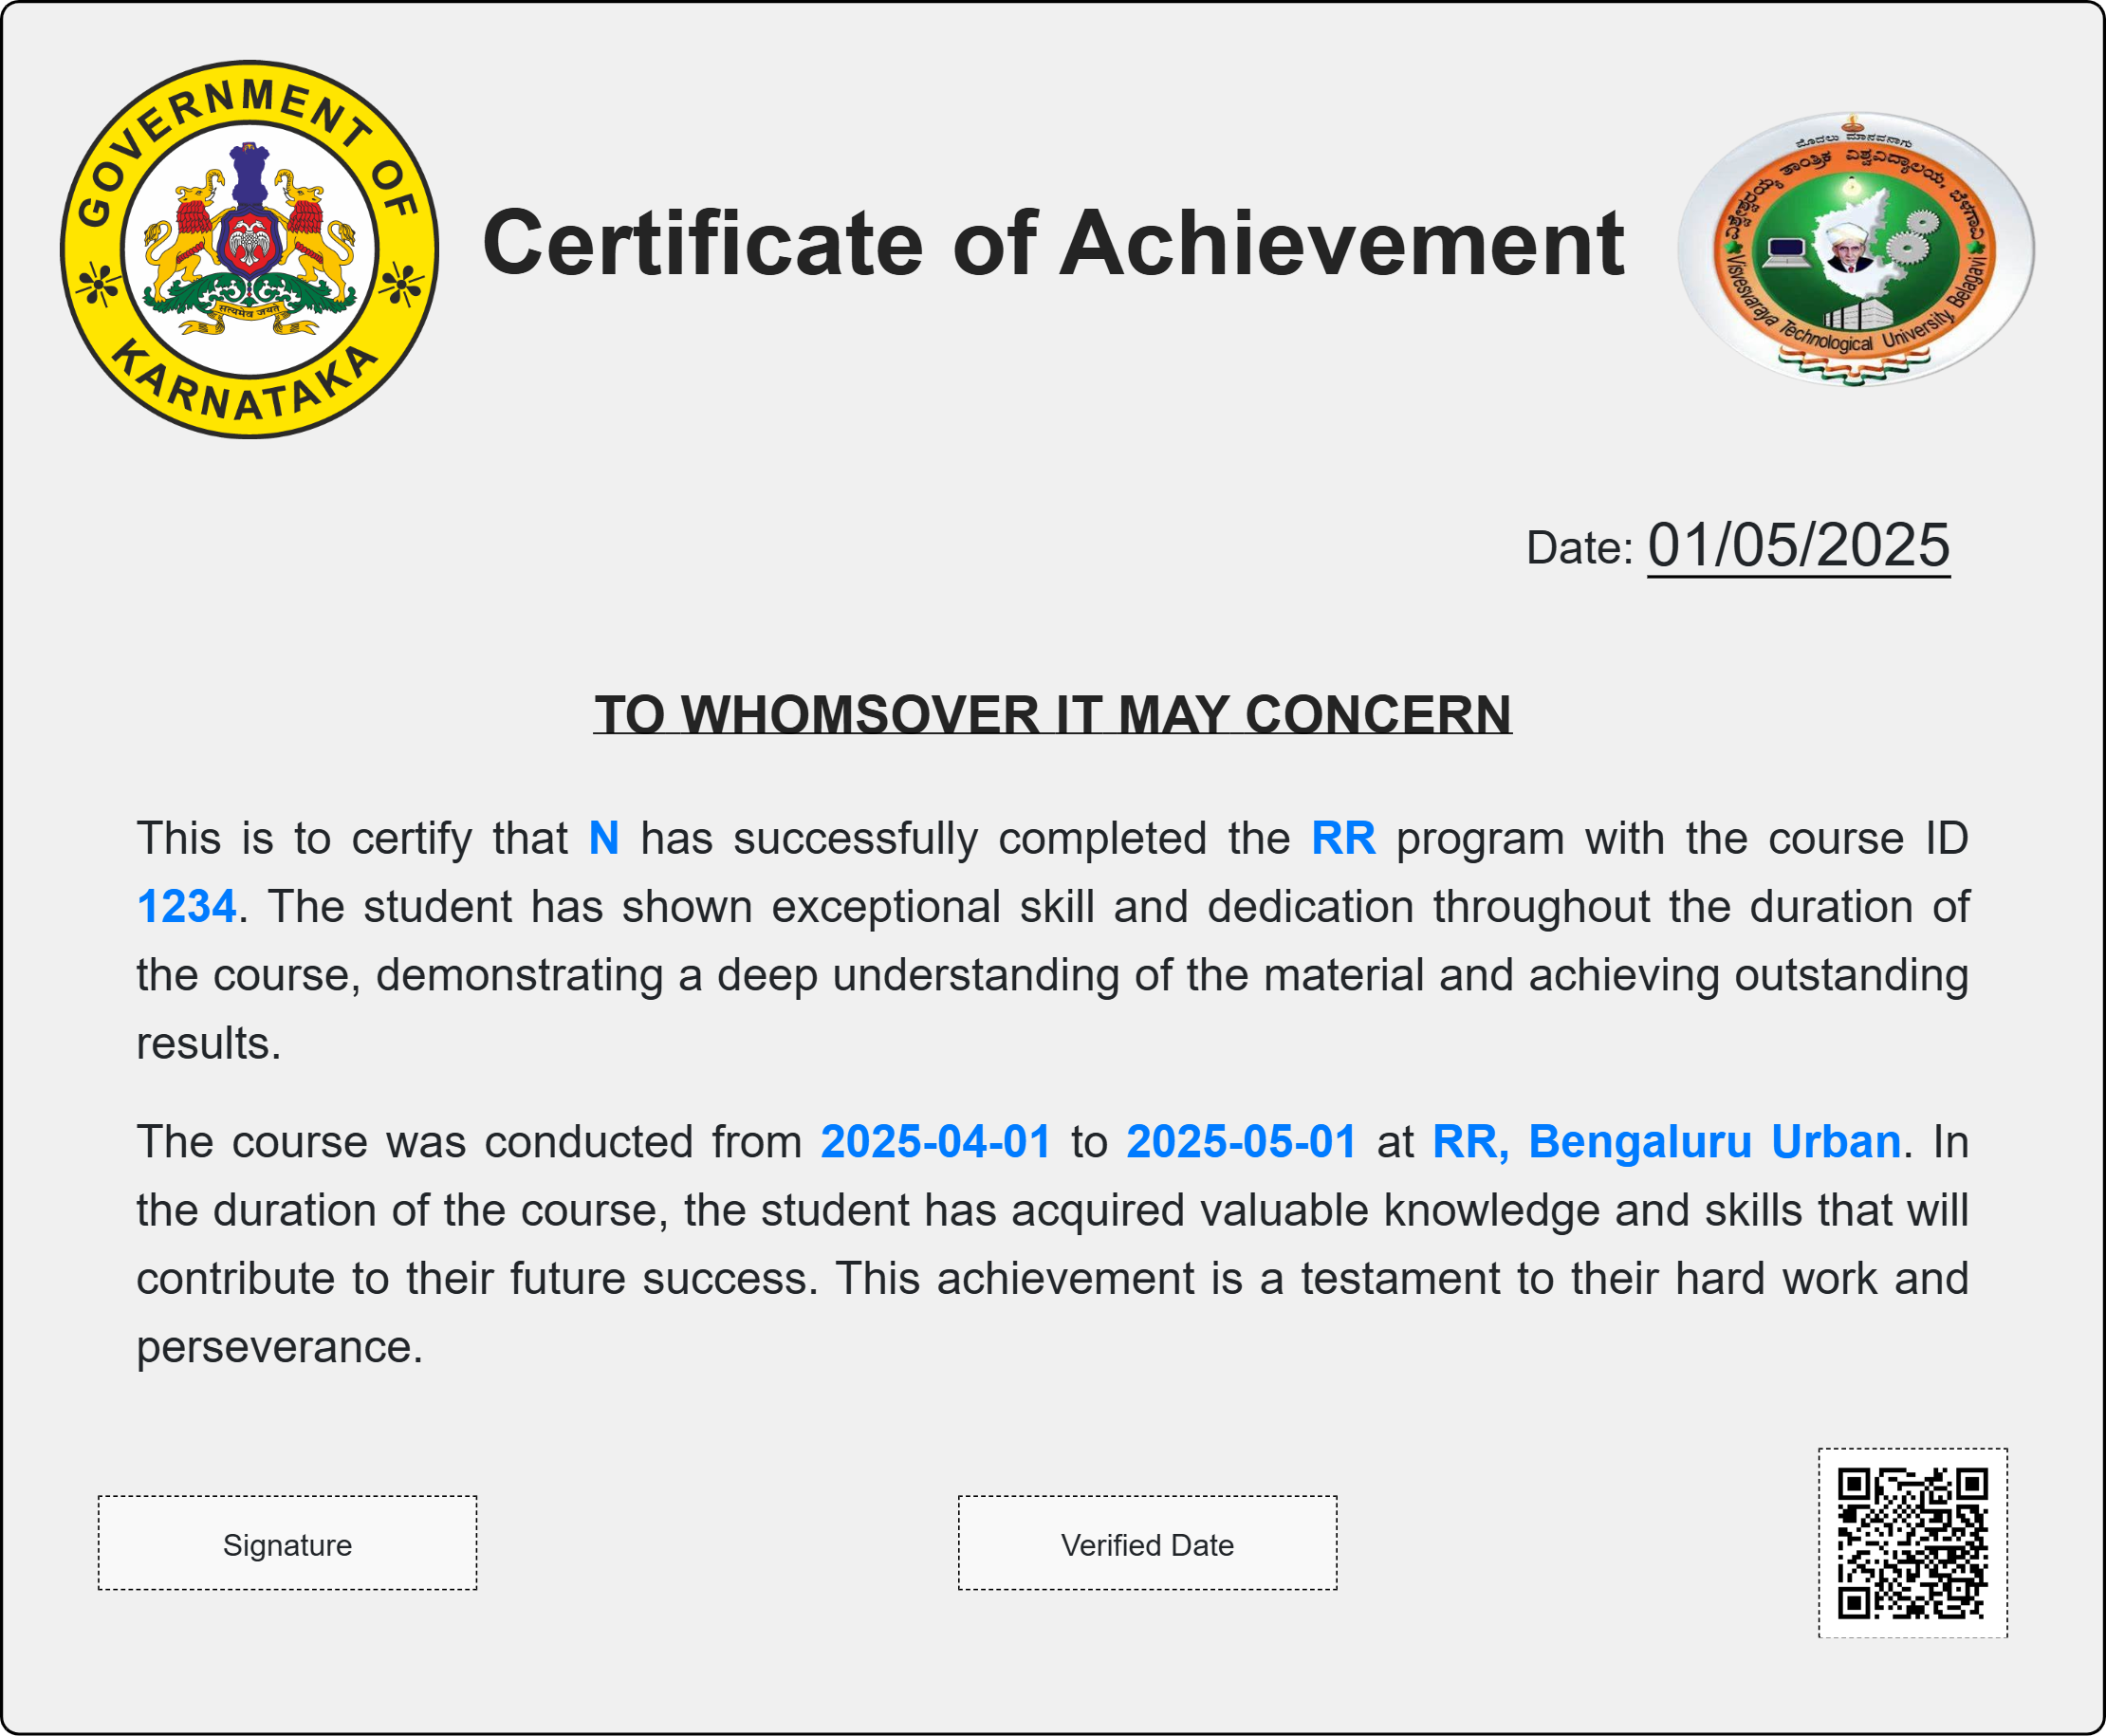 GOVERNMENT OF
KARNATAKA
सत्यमेव जयते
Certificate of Achievement
ತಾಂತ್ರಿಕ ವಿಶ್ವವಿದ್ಯಾಲಯ, ಬೆಳಗಾವಿ
Visvesvaraya Technological University, Belagavi
Date: 01/05/2025
TO WHOMSOVER IT MAY CONCERN
This is to certify that N has successfully completed the RR program with the course ID
1234. The student has shown exceptional skill and dedication throughout the duration of
the course, demonstrating a deep understanding of the material and achieving outstanding
results.
The course was conducted from 2025-04-01 to 2025-05-01 at RR, Bengaluru Urban. In
the duration of the course, the student has acquired valuable knowledge and skills that will
contribute to their future success. This achievement is a testament to their hard work and
perseverance.
Signature
Verified Date